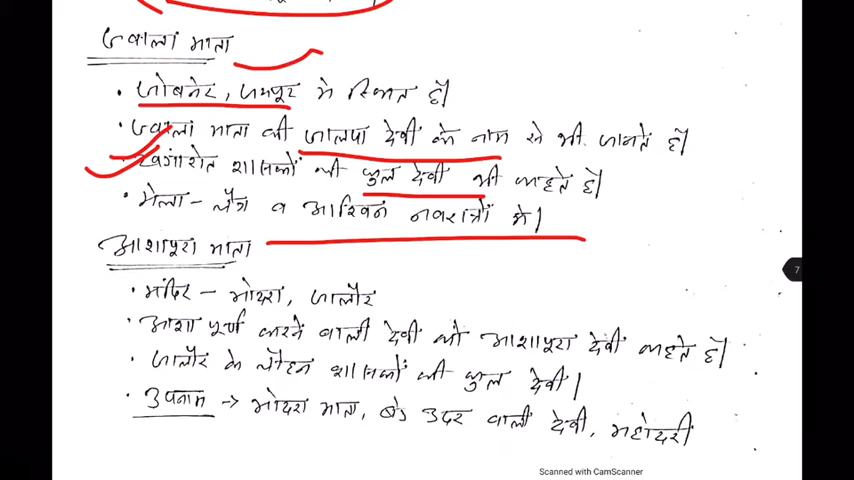 ज्वाला माता
• जोबनेर, जयपुर में स्थित है।
• ज्वाला माता को जालपा देवी के नाम से भी जानते है।
• खंगारोत शासकों की कुल देवी भी कहते है।
• मेला - चैत्र व आश्विन नवरात्रों में।
आशापुरा माता
• मंदिर - मोदरा, जालौर
• आशा पूर्ण करने वाली देवी को आशापूरा देवी कहते है।
• जालौर के चौहान शासकों की कुल देवी।
• उपनाम -> मोदरा माता, बडे उदर वाली देवी, महोदरी
7
Scanned with CamScanner